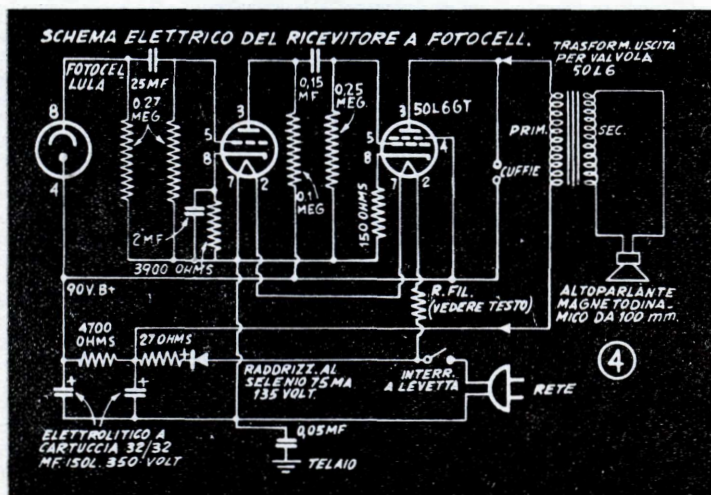 SCHEMA ELETTRICO DEL RICEVITORE A FOTOCELL.
FOTOCEL
LULA
25MF
0.27
MEG
0,15
MF
0,25
MEG.
50L6GT
TRASFORM. USCITA
PER VALVOLA
50L6
PRIM.
SEC.
CUFFIE
8
4
3
5
8
7
2
3
5
8
4
7
2
2MF
3900 OHMS
0.1
MEG
150 OHMS
90V. B+
R. FIL.
(VEDERE TESTO)
ALTOPARLANTE
MAGNETODINA-
MICO DA 100 mm.
4
4700
OHMS
27 OHMS
+
RADDRIZZ. AL
SELENIO 75 MA
135 VOLT.
INTERR.
A LEVETTA
RETE
+
+
ELETTROLITICO A
CARTUCCIA 32/32
MF. ISOL. 350 VOLT
0,05MF
TELAIO